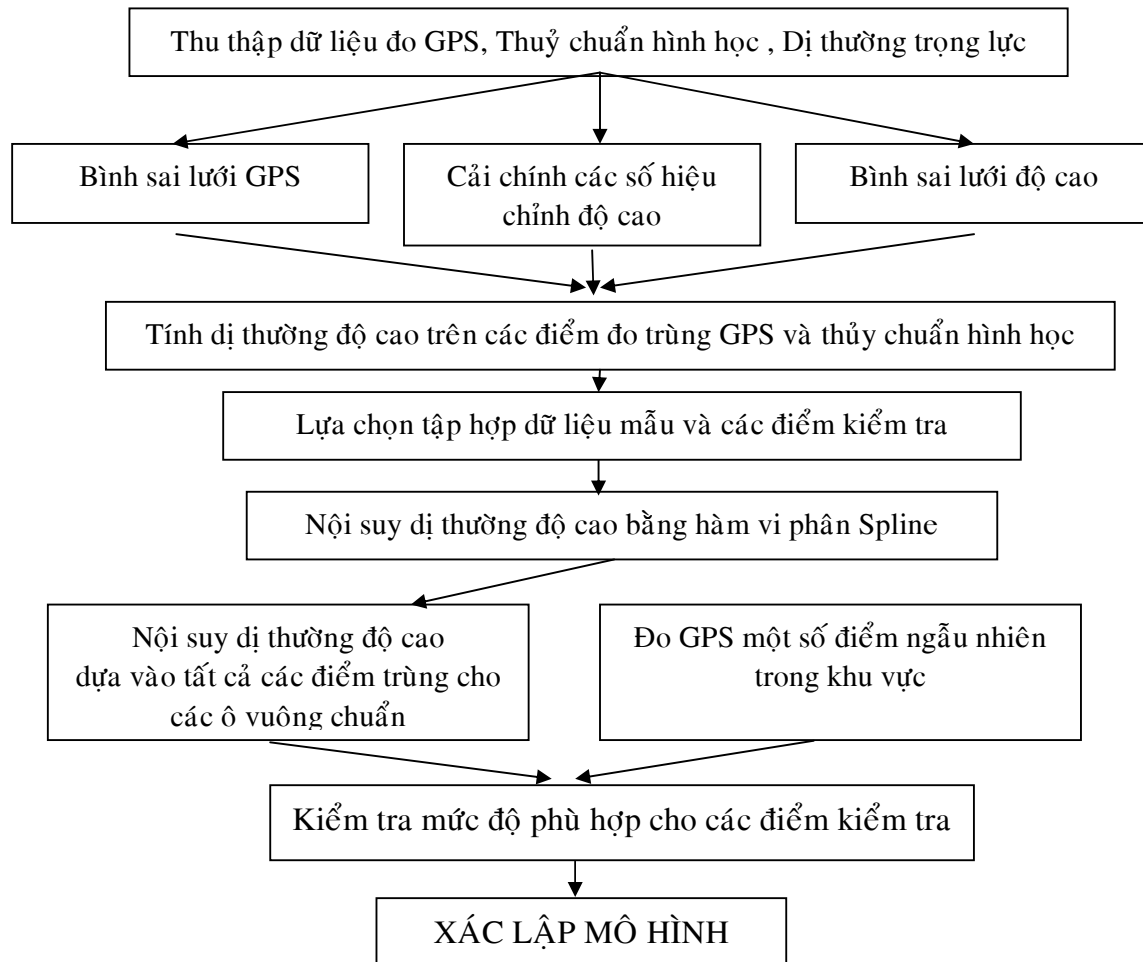 Thu thập dữ liệu đo GPS, Thuỷ chuẩn hình học , Dị thường trọng lực
Bình sai lưới GPS
Cải chính các số hiệu
chỉnh độ cao
Bình sai lưới độ cao
Tính dị thường độ cao trên các điểm đo trùng GPS và thủy chuẩn hình học
Lựa chọn tập hợp dữ liệu mẫu và các điểm kiểm tra
Nội suy dị thường độ cao bằng hàm vi phân Spline
Nội suy dị thường độ cao
dựa vào tất cả các điểm trùng cho
các ô vuông chuẩn
Đo GPS một số điểm ngẫu nhiên
trong khu vực
Kiểm tra mức độ phù hợp cho các điểm kiểm tra
XÁC LẬP MÔ HÌNH